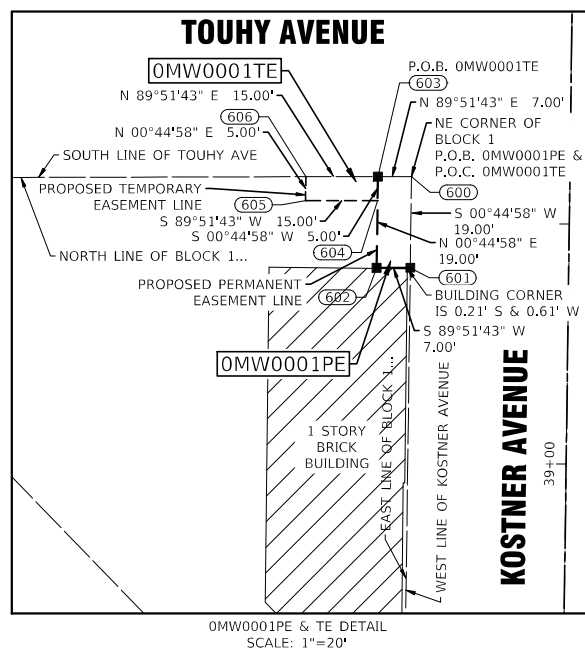 TOUHY AVENUE
0MW0001TE
P.O.B. 0MW0001TE
603
N 89°51'43" E 15.00'
N 89°51'43" E 7.00'
606
N 00°44'58" E 5.00'
NE CORNER OF
BLOCK 1
P.O.B. 0MW0001PE &
P.O.C. 0MW0001TE
SOUTH LINE OF TOUHY AVE
600
PROPOSED TEMPORARY
EASEMENT LINE
605
S 89°51'43" W 15.00'
S 00°44'58" W 5.00'
604
S 00°44'58" W
19.00'
N 00°44'58" E
19.00'
NORTH LINE OF BLOCK 1...
PROPOSED PERMANENT
EASEMENT LINE
602
601
BUILDING CORNER
IS 0.21' S & 0.61' W
S 89°51'43" W
7.00'
0MW0001PE
1 STORY
BRICK
BUILDING
EAST LINE OF BLOCK 1...
WEST LINE OF KOSTNER AVENUE
KOSTNER AVENUE
39+00
0MW0001PE & TE DETAIL
SCALE: 1"=20'